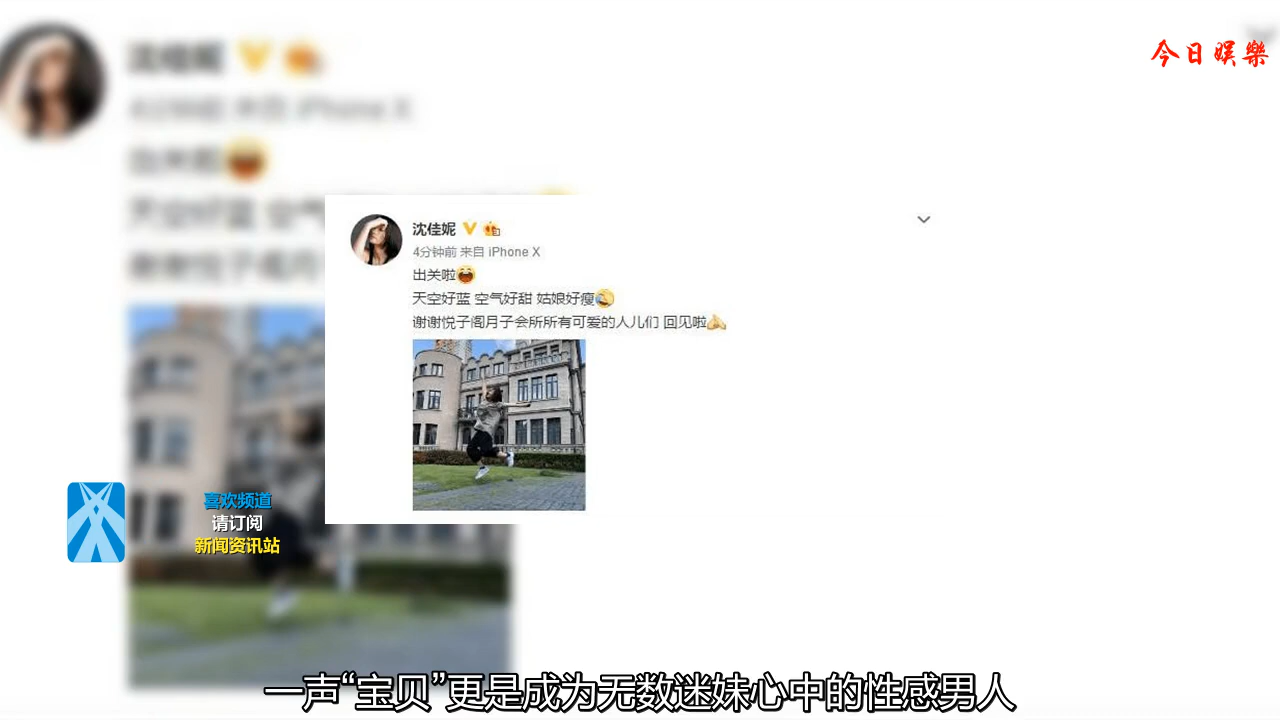 今日娱樂
沈佳妮
4分钟前 来自 iPhone X
出关啦
天空好蓝 空气好甜 姑娘好瘦
谢谢悦子阁月子会所所有可爱的人儿们 回见啦
喜欢频道
请订阅
新闻资讯站
一声“宝贝”更是成为无数迷妹心中的性感男人